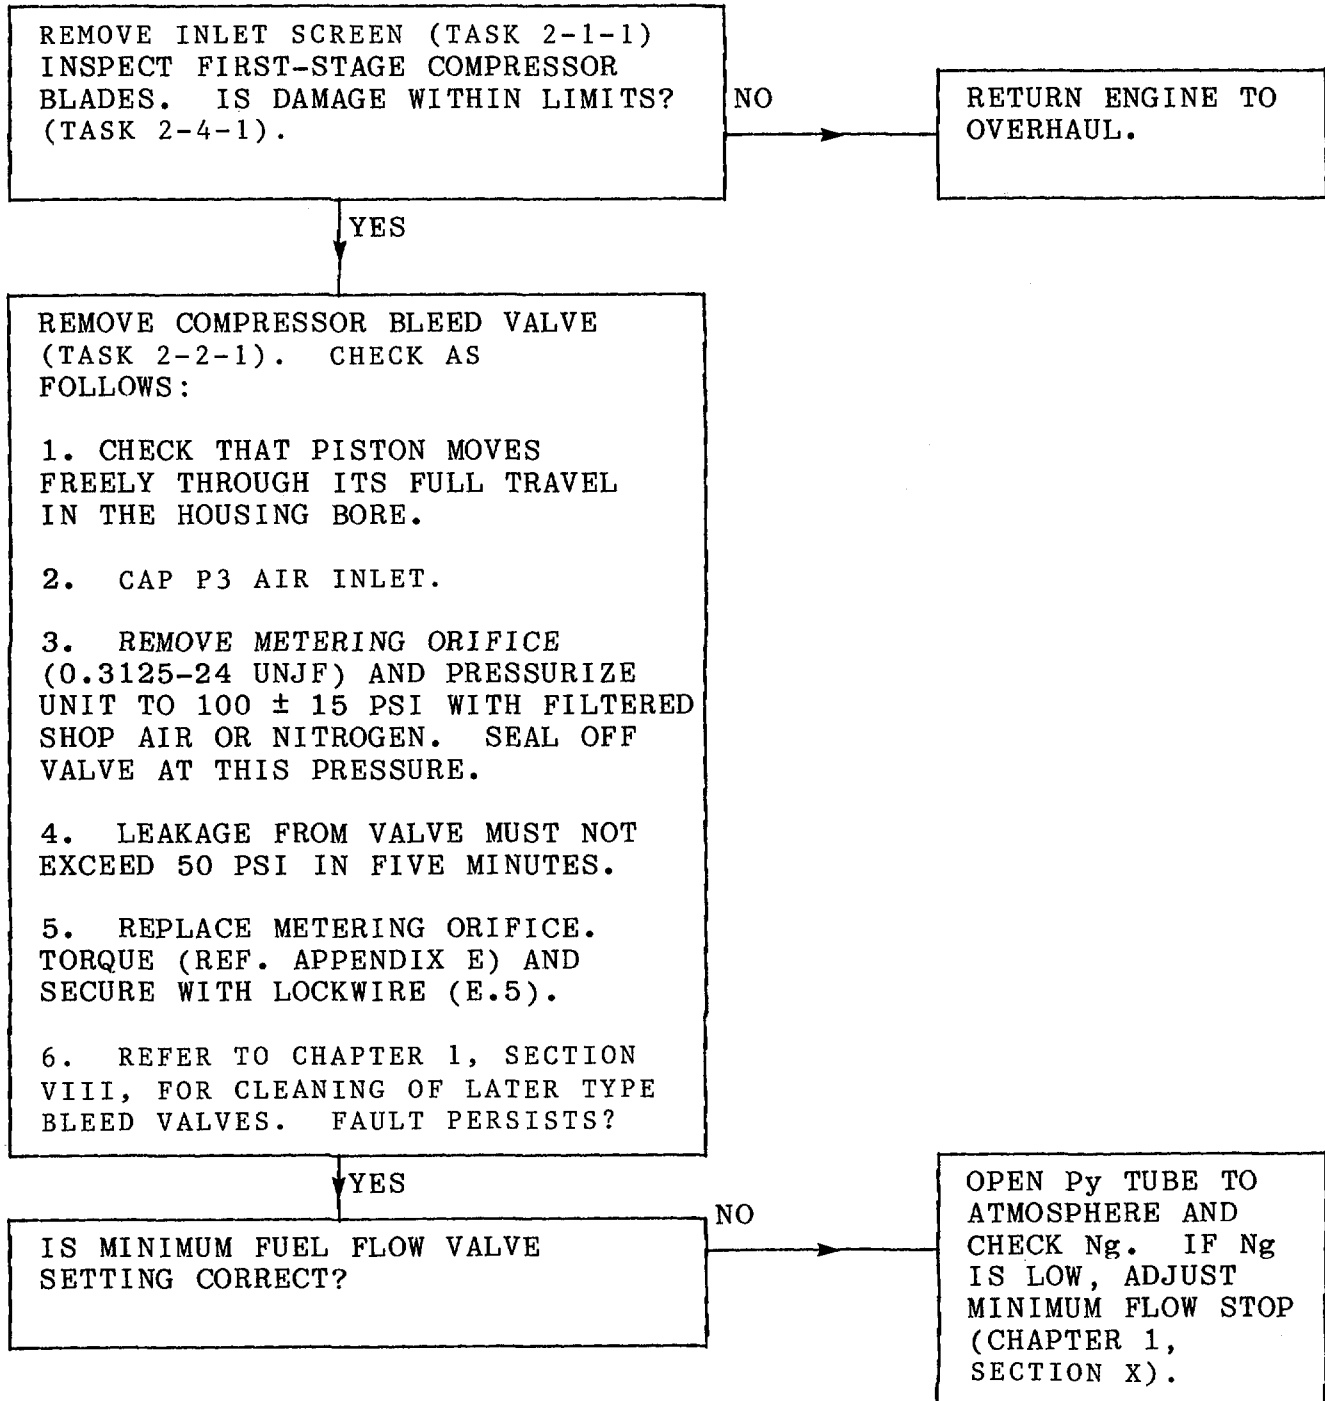 REMOVE INLET SCREEN (TASK 2-1-1)
INSPECT FIRST-STAGE COMPRESSOR
BLADES. IS DAMAGE WITHIN LIMITS?
(TASK 2-4-1).
NO
RETURN ENGINE TO
OVERHAUL.
YES
REMOVE COMPRESSOR BLEED VALVE
(TASK 2-2-1). CHECK AS
FOLLOWS:
1. CHECK THAT PISTON MOVES
FREELY THROUGH ITS FULL TRAVEL
IN THE HOUSING BORE.
2. CAP P3 AIR INLET.
3. REMOVE METERING ORIFICE
(0.3125-24 UNJF) AND PRESSURIZE
UNIT TO 100 ± 15 PSI WITH FILTERED
SHOP AIR OR NITROGEN. SEAL OFF
VALVE AT THIS PRESSURE.
4. LEAKAGE FROM VALVE MUST NOT
EXCEED 50 PSI IN FIVE MINUTES.
5. REPLACE METERING ORIFICE.
TORQUE (REF. APPENDIX E) AND
SECURE WITH LOCKWIRE (E.5).
6. REFER TO CHAPTER 1, SECTION
VIII, FOR CLEANING OF LATER TYPE
BLEED VALVES. FAULT PERSISTS?
YES
IS MINIMUM FUEL FLOW VALVE
SETTING CORRECT?
NO
OPEN Py TUBE TO
ATMOSPHERE AND
CHECK Ng. IF Ng
IS LOW, ADJUST
MINIMUM FLOW STOP
(CHAPTER 1,
SECTION X).